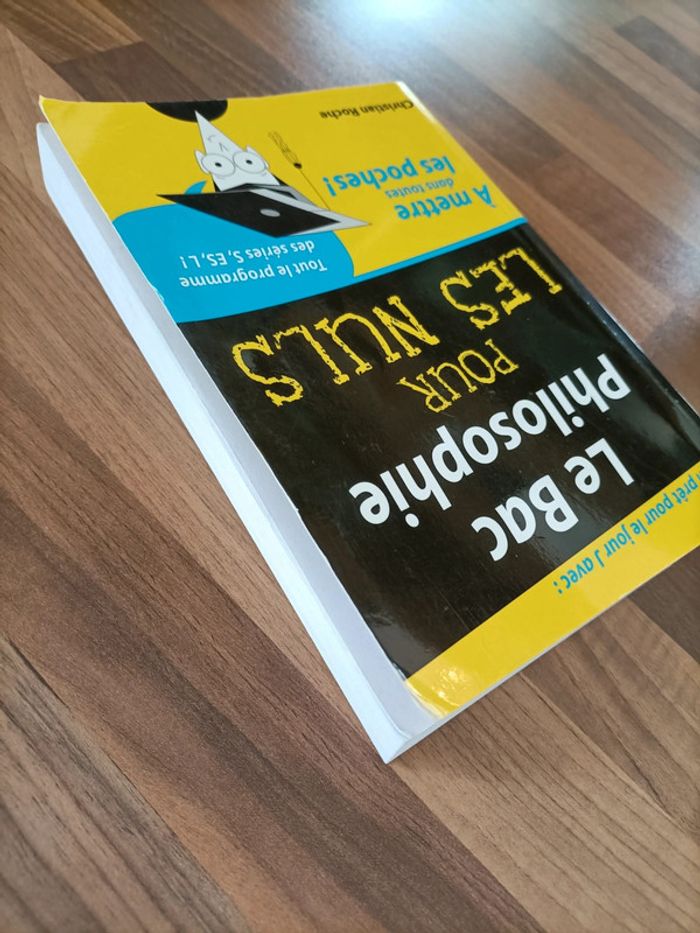 prêt pour le jour J avec :
Le Bac
Philosophie
POUR
LES NULS
Tout le programme
des séries S, ES, L !
À mettre
dans toutes
les poches !
Christian Roche